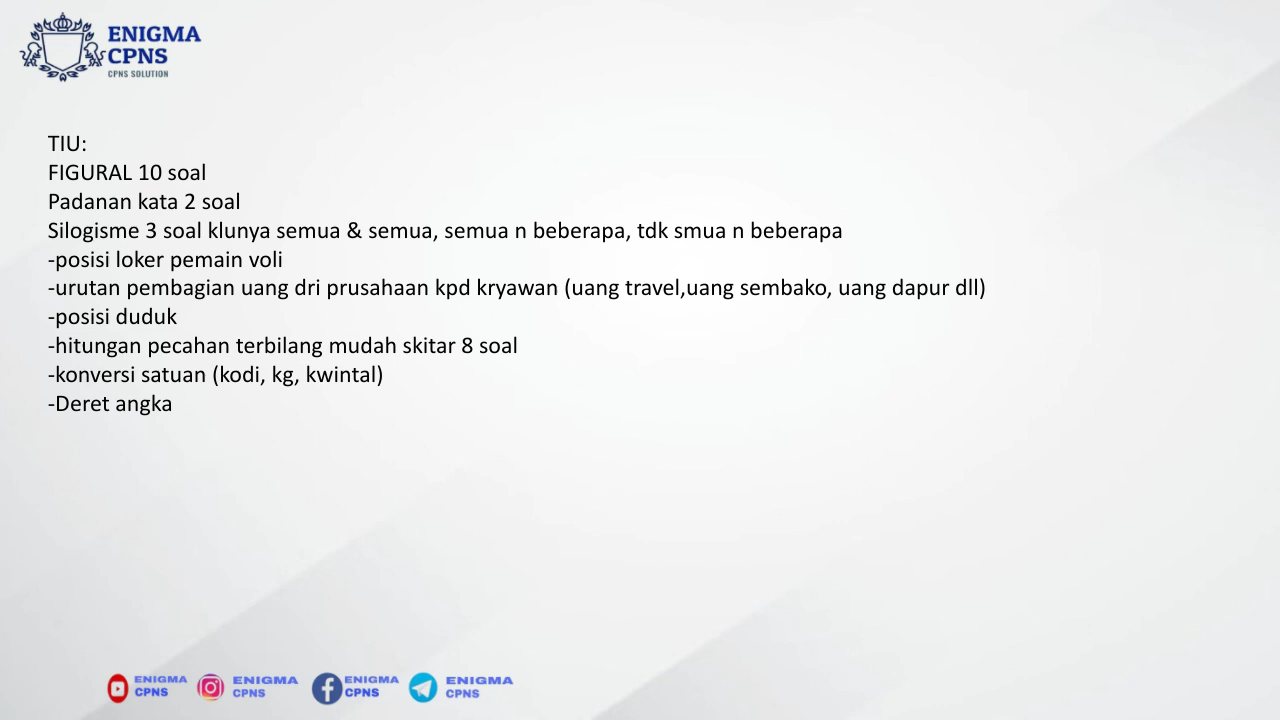 ENIGMA
CPNS
CPNS SOLUTION
TIU:
FIGURAL 10 soal
Padanan kata 2 soal
Silogisme 3 soal klunya semua & semua, semua n beberapa, tdk smua n beberapa
-posisi loker pemain voli
-urutan pembagian uang dri prusahaan kpd kryawan (uang travel,uang sembako, uang dapur dll)
-posisi duduk
-hitungan pecahan terbilang mudah skitar 8 soal
-konversi satuan (kodi, kg, kwintal)
-Deret angka
ENIGMA
CPNS
ENIGMA
CPNS
ENIGMA
CPNS
ENIGMA
CPNS